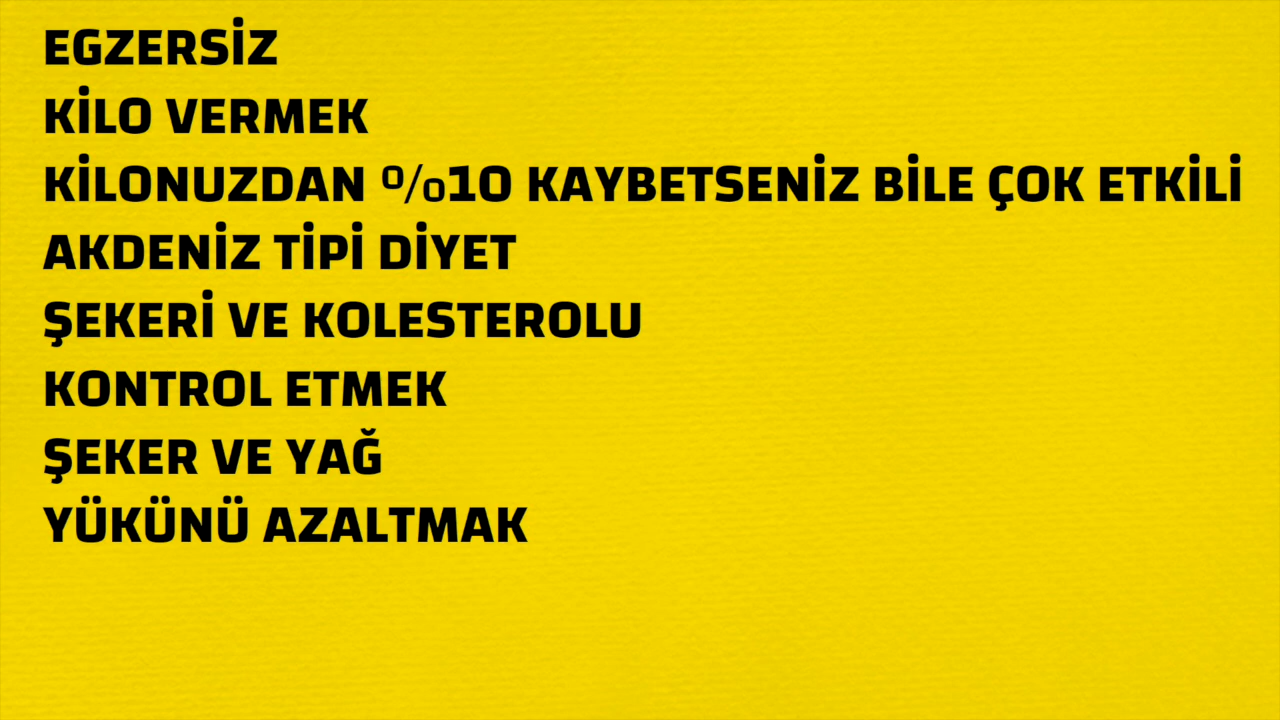 EGZERSİZ
KİLO VERMEK
KİLONUZDAN %10 KAYBETSENİZ BİLE ÇOK ETKİLİ
AKDENİZ TİPİ DİYET
ŞEKERİ VE KOLESTEROLU
KONTROL ETMEK
ŞEKER VE YAĞ
YÜKÜNÜ AZALTMAK